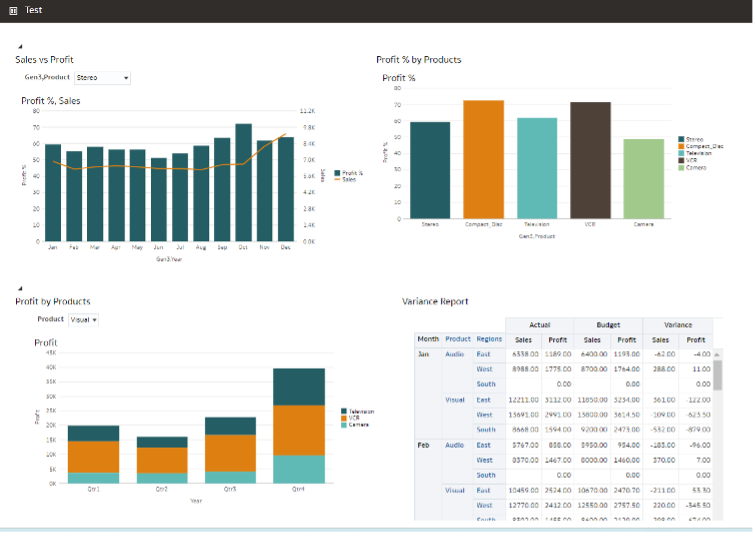 Test
Sales vs Profit
Gen3,Product Stereo
Profit %, Sales
80 11.2K
70 9.8K
60 8.4K
50 7.0K
40 5.6K
30 4.2K
20 2.8K
10 1.4K
0 0.0K
Profit %
Sales
Jan Feb Mar Apr May Jun Jul Aug Sep Oct Nov Dec
Gen3,Year
Profit %
Sales
Profit % by Products
Profit %
80
70
60
50
40
30
20
10
0
Profit %
Stereo Compact_Disc Television VCR Camera
Gen3,Product
Stereo
Compact_Disc
Television
VCR
Camera
Profit by Products
Product Visual
Profit
45K
40K
35K
30K
25K
20K
15K
10K
5K
0K
Profit
Qtr1 Qtr2 Qtr3 Qtr4
Year
Television
VCR
Camera
Variance Report
Actual Budget Variance
Sales Profit Sales Profit Sales Profit
Month Product Regions
Jan Audio East 6338.00 1189.00 6400.00 1193.00 -62.00 -4.00
West 8988.00 1775.00 8700.00 1764.00 288.00 11.00
South 0.00 0.00 0.00
Visual East 12211.00 3112.00 11850.00 3234.00 361.00 -122.00
West 13691.00 2991.00 13800.00 3614.50 -109.00 -623.50
South 8668.00 1594.00 9200.00 2473.00 -532.00 -879.00
Feb Audio East 5767.00 858.00 5950.00 954.00 -183.00 -96.00
West 8370.00 1467.00 8000.00 1460.00 370.00 7.00
South 0.00 0.00 0.00
Visual East 10459.00 2524.00 10670.00 2470.70 -211.00 53.30
West 12770.00 2412.00 12550.00 2757.50 220.00 -345.50
South